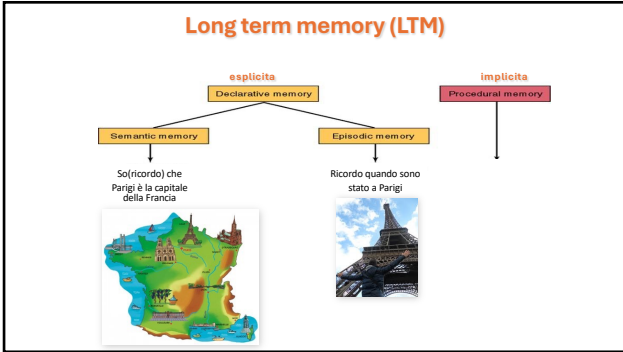 Long term memory (LTM)
esplicita
implicita
Declarative memory
Procedural memory
Semantic memory
Episodic memory
So(ricordo) che
Parigi è la capitale
della Francia
Ricordo quando sono
stato a Parigi